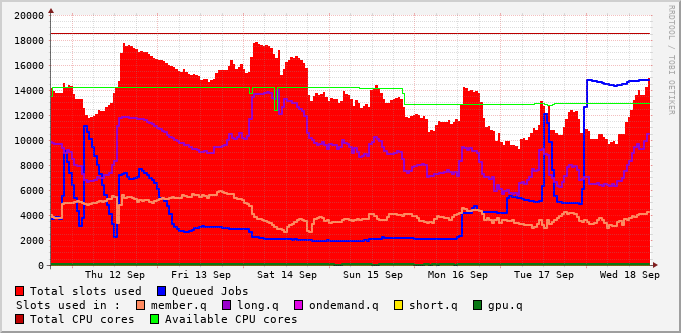 20000
18000
16000
14000
12000
10000
8000
6000
4000
2000
0
Thu 12 Sep Fri 13 Sep Sat 14 Sep Sun 15 Sep Mon 16 Sep Tue 17 Sep Wed 18 Sep
Total slots used Queued Jobs
Slots used in : member.q long.q ondemand.q short.q gpu.q
Total CPU cores Available CPU cores
RRDTOOL / TOBI OETIKER